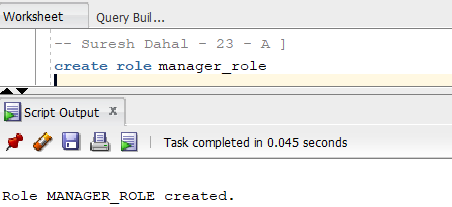 Worksheet Query Buil...
-- Suresh Dahal - 23 - A ]
create role manager_role
Script Output X
Task completed in 0.045 seconds
Role MANAGER_ROLE created.